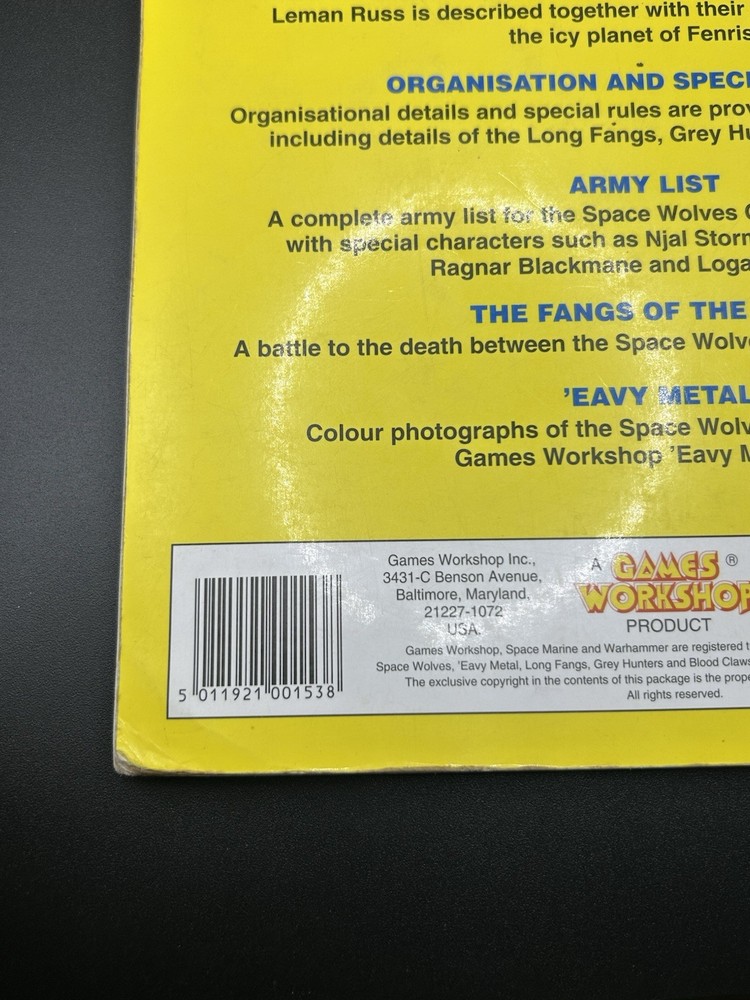 Leman Russ is described together with their
the icy planet of Fenris
ORGANISATION AND SPECI
Organisational details and special rules are prov
including details of the Long Fangs, Grey Hu
ARMY LIST
A complete army list for the Space Wolves C
with special characters such as Njal Storm
Ragnar Blackmane and Loga
THE FANGS OF THE
A battle to the death between the Space Wolve
'EAVY METAL
Colour photographs of the Space Wolv
Games Workshop 'Eavy M
Games Workshop Inc.,
3431-C Benson Avenue,
Baltimore, Maryland,
21227-1072
USA.
A GAMES ®
WORKSHOP
PRODUCT
Games Workshop, Space Marine and Warhammer are registered t
Space Wolves, 'Eavy Metal, Long Fangs, Grey Hunters and Blood Claws
The exclusive copyright in the contents of this package is the prope
All rights reserved.
5 011921 001538